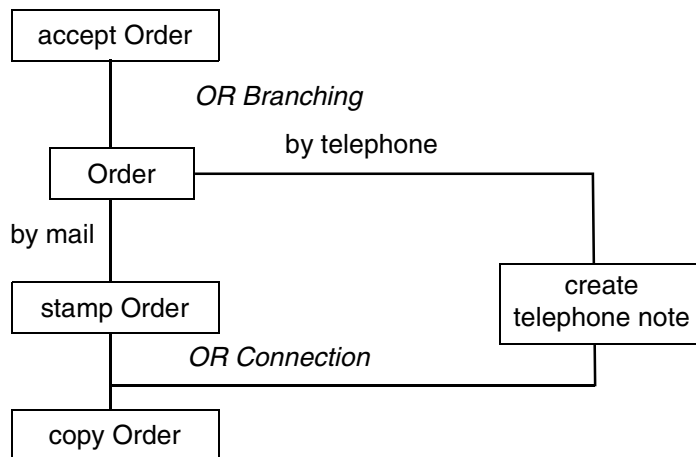 accept Order
OR Branching
by telephone
Order
by mail
create
telephone note
stamp Order
OR Connection
copy Order